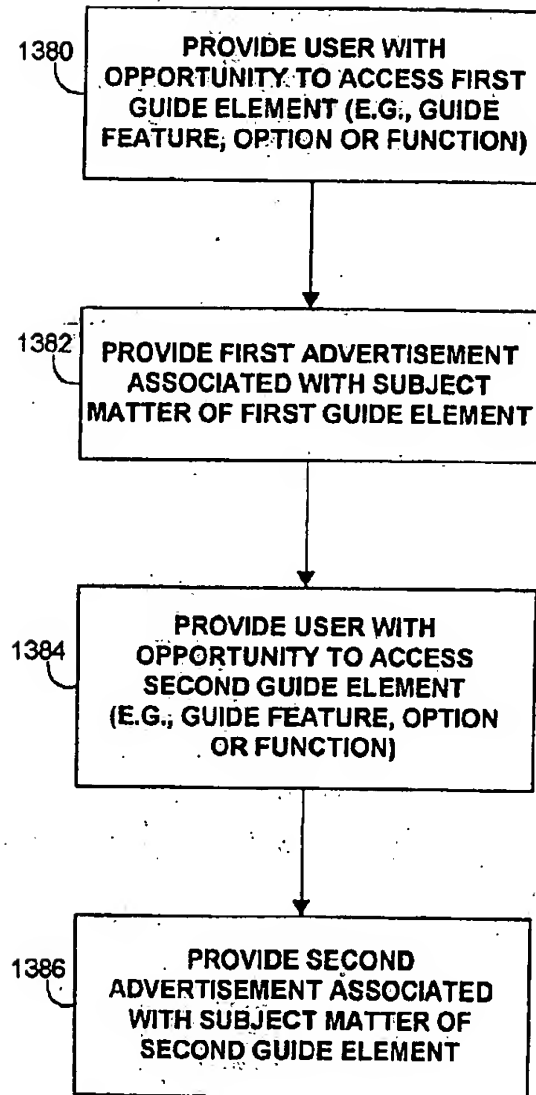 1380
PROVIDE USER WITH
OPPORTUNITY TO ACCESS FIRST
GUIDE ELEMENT (E.G., GUIDE
FEATURE, OPTION OR FUNCTION)
1382
PROVIDE FIRST ADVERTISEMENT
ASSOCIATED WITH SUBJECT
MATTER OF FIRST GUIDE ELEMENT
1384
PROVIDE USER WITH
OPPORTUNITY TO ACCESS
SECOND GUIDE ELEMENT
(E.G., GUIDE FEATURE, OPTION
OR FUNCTION)
1386
PROVIDE SECOND
ADVERTISEMENT ASSOCIATED
WITH SUBJECT MATTER OF
SECOND GUIDE ELEMENT